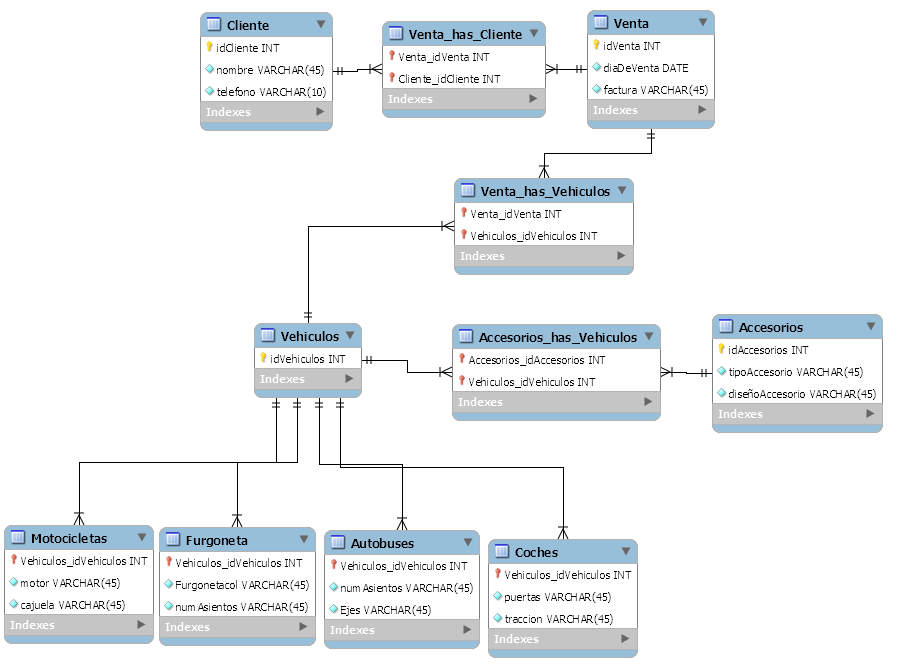 Cliente
idCliente INT
nombre VARCHAR(45)
telefono VARCHAR(10)
Indexes
Venta_has_Cliente
Venta_idVenta INT
Cliente_idCliente INT
Indexes
Venta
idVenta INT
diaDeVenta DATE
factura VARCHAR(45)
Indexes
Venta_has_Vehiculos
Venta_idVenta INT
Vehiculos_idVehiculos INT
Indexes
Vehiculos
idVehiculos INT
Indexes
Accesorios_has_Vehiculos
Accesorios_idAccesorios INT
Vehiculos_idVehiculos INT
Indexes
Accesorios
idAccesorios INT
tipoAccesorio VARCHAR(45)
diseñoAccesorio VARCHAR(45)
Indexes
Motocicletas
Vehiculos_idVehiculos INT
motor VARCHAR(45)
cajuela VARCHAR(45)
Indexes
Furgoneta
Vehiculos_idVehiculos INT
Furgonetacol VARCHAR(45)
numAsientos VARCHAR(45)
Indexes
Autobuses
Vehiculos_idVehiculos INT
numAsientos VARCHAR(45)
Ejes VARCHAR(45)
Indexes
Coches
Vehiculos_idVehiculos INT
puertas VARCHAR(45)
traccion VARCHAR(45)
Indexes